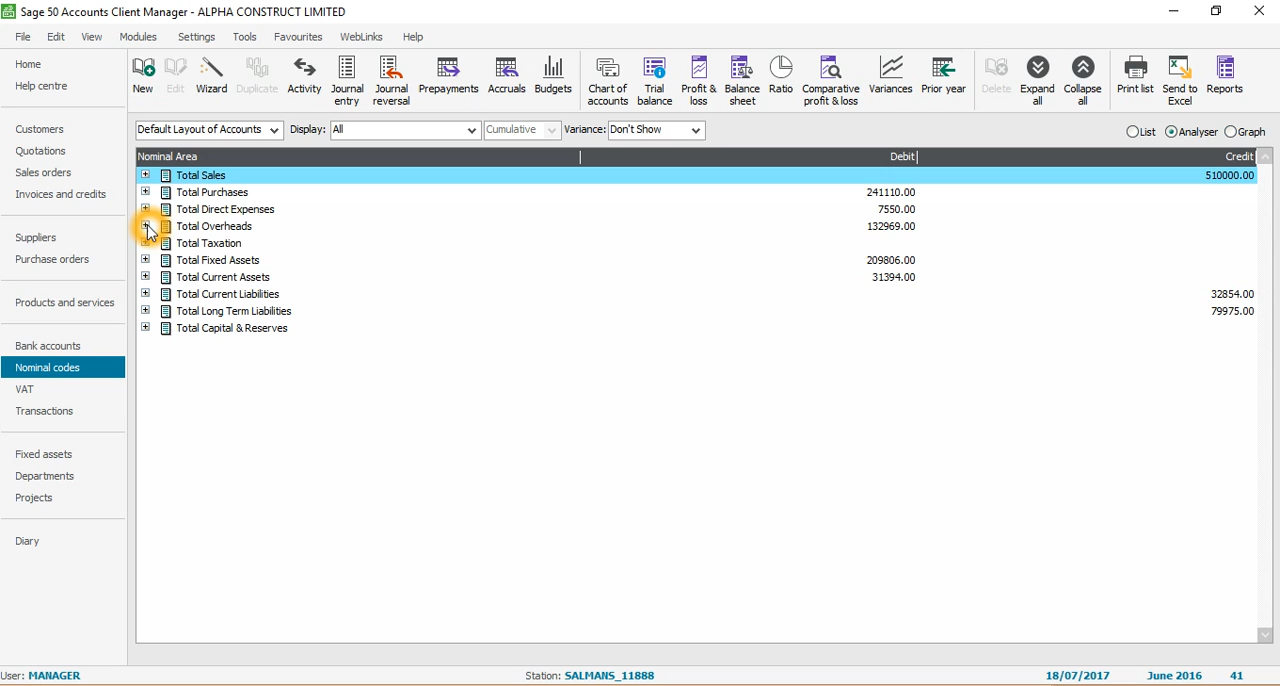 Sage 50 Accounts Client Manager - ALPHA CONSTRUCT LIMITED
File Edit View Modules Settings Tools Favourites WebLinks Help
Home
Help centre
Customers
Quotations
Sales orders
Invoices and credits
Suppliers
Purchase orders
Products and services
Bank accounts
Nominal codes
VAT
Transactions
Fixed assets
Departments
Projects
Diary
New Edit Wizard Duplicate Activity Journal entry Journal reversal Prepayments Accruals Budgets Chart of accounts Trial balance Profit & loss Balance sheet Ratio Comparative profit & loss Variances Prior year Delete Expand all Collapse all Print list Send to Excel Reports
Default Layout of Accounts Display: All Cumulative Variance: Don't Show List Analyser Graph
Nominal Area Debit Credit
Total Sales 510000.00
Total Purchases 241110.00
Total Direct Expenses 7550.00
Total Overheads 132969.00
Total Taxation
Total Fixed Assets 209806.00
Total Current Assets 31394.00
Total Current Liabilities 32854.00
Total Long Term Liabilities 79975.00
Total Capital & Reserves
User: MANAGER Station: SALMANS_11888 18/07/2017 June 2016 41